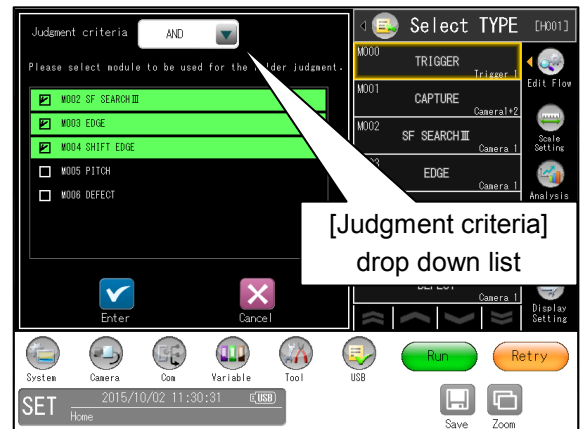 Judgment criteria
AND
Please select module to be used for the folder judgment.
M002 SF SEARCHⅢ
M003 EDGE
M004 SHIFT EDGE
M005 PITCH
M006 DEFECT
Enter
Cancel
Select TYPE
[H001]
M000
TRIGGER
Trigger 1
M001
CAPTURE
Camera1+2
M002
SF SEARCHⅢ
Camera 1
EDGE
Camera 1
Camera 1
Edit Flow
Scale
Setting
Analysis
Display
Setting
[Judgment criteria]
drop down list
System
Camera
Com
Variable
Tool
USB
Run
Retry
SET
2015/10/02 11:30:31
USB
Home
Save
Zoom